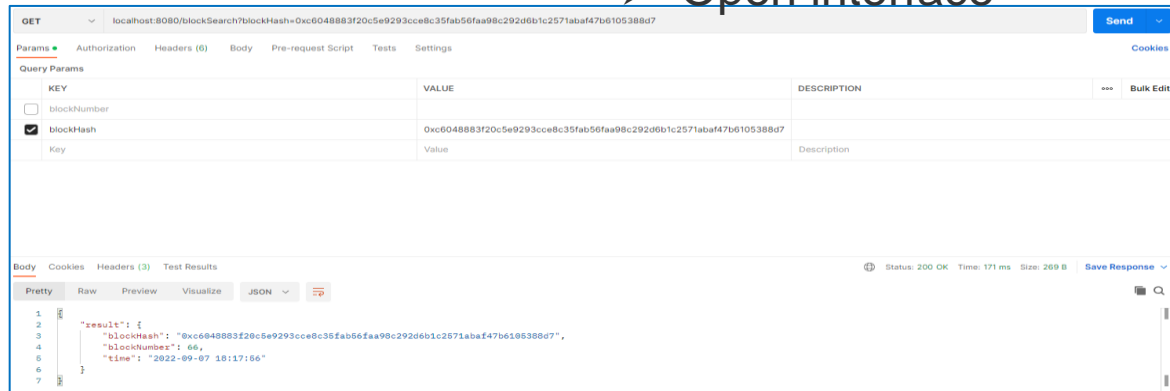 Open interface
GET localhost:8080/blockSearch?blockHash=0xc6048883f20c5e9293cce8c35fab56faa98c292d6b1c2571abaf47b6105388d7 Send
Params Authorization Headers (6) Body Pre-request Script Tests Settings Cookies
Query Params
KEY VALUE DESCRIPTION ooo Bulk Edit
blockNumber
blockHash 0xc6048883f20c5e9293cce8c35fab56faa98c292d6b1c2571abaf47b6105388d7
Key Value Description
Body Cookies Headers (3) Test Results Status: 200 OK Time: 171 ms Size: 269 B Save Response
Pretty Raw Preview Visualize JSON
1 {
2 "result": {
3 "blockHash": "0xc6048883f20c5e9293cce8c35fab56faa98c292d6b1c2571abaf47b6105388d7",
4 "blockNumber": 66,
5 "time": "2022-09-07 18:17:56"
6 }
7 }